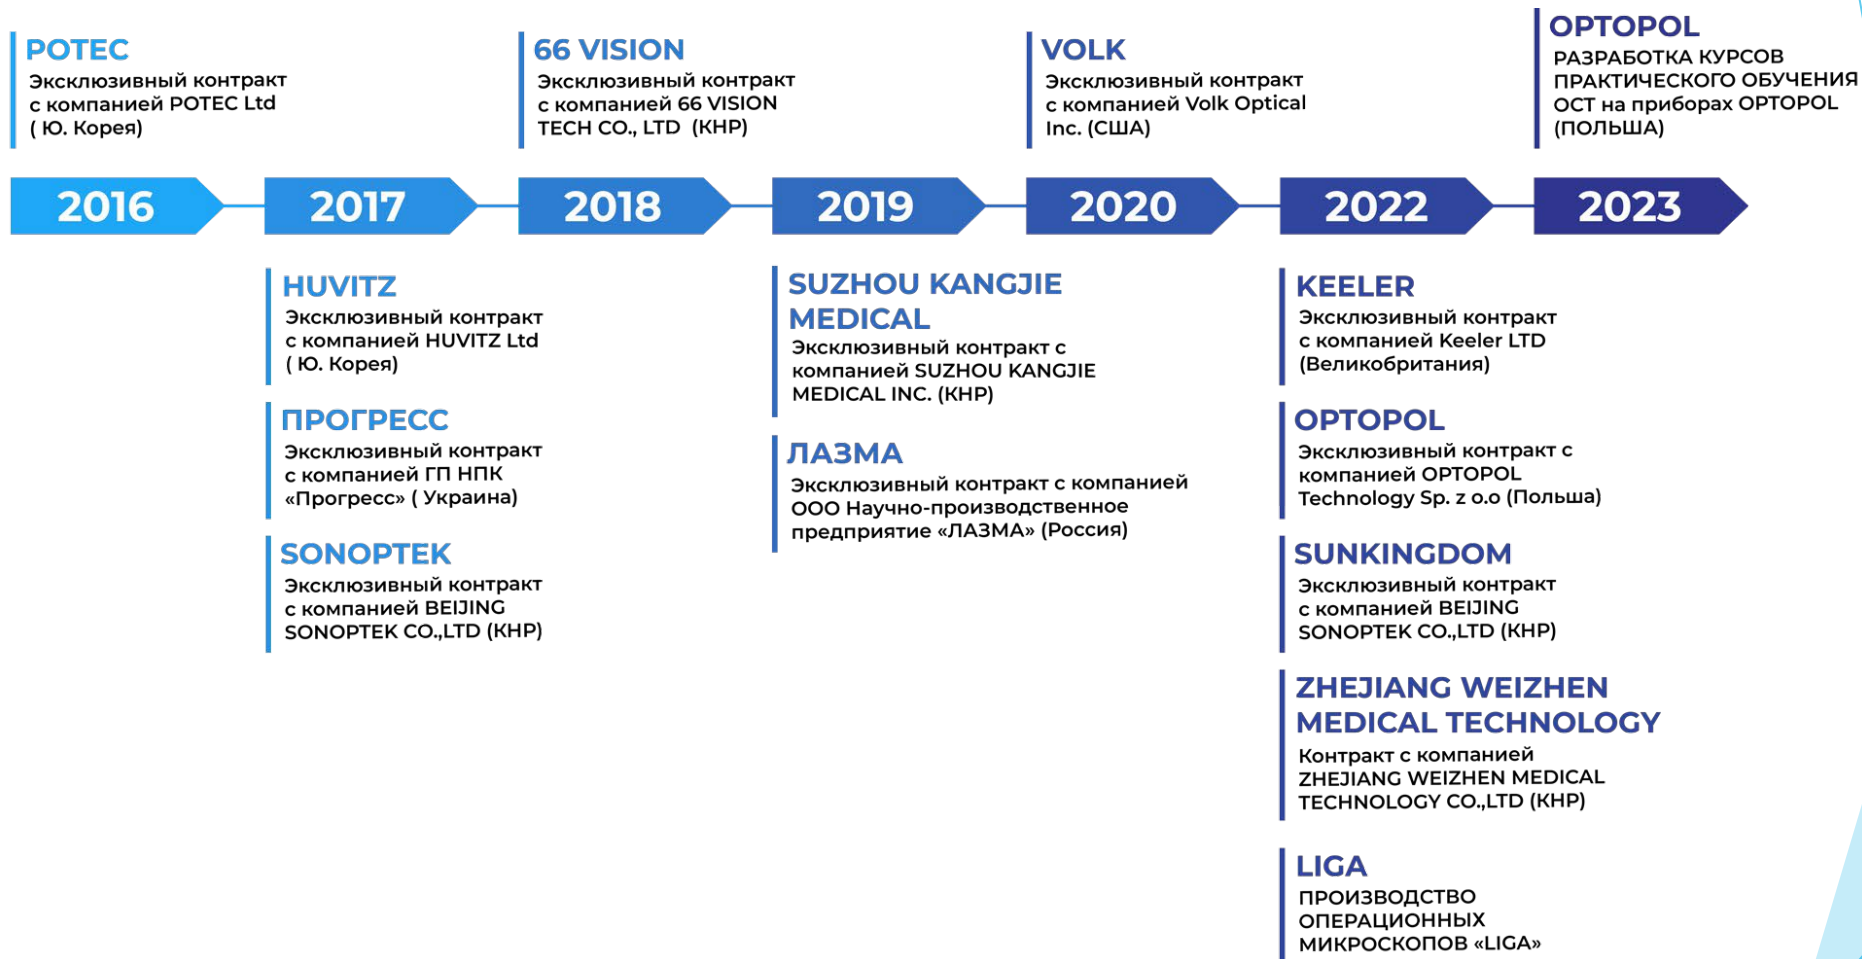 POTEC
Эксклюзивный контракт
с компанией POTEC Ltd
( Ю. Корея)
66 VISION
Эксклюзивный контракт
с компанией 66 VISION
TECH CO., LTD (КНР)
VOLK
Эксклюзивный контракт
с компанией Volk Optical
Inc. (США)
OPTOPOL
РАЗРАБОТКА КУРСОВ
ПРАКТИЧЕСКОГО ОБУЧЕНИЯ
ОСТ на приборах OPTOPOL
(ПОЛЬША)
2016
2017
2018
2019
2020
2022
2023
HUVITZ
Эксклюзивный контракт
с компанией HUVITZ Ltd
( Ю. Корея)
ПРОГРЕСС
Эксклюзивный контракт
с компанией ГП НПК
«Прогресс» ( Украина)
SONOPTEK
Эксклюзивный контракт
с компанией BEIJING
SONOPTEK CO.,LTD (КНР)
SUZHOU KANGJIE
MEDICAL
Эксклюзивный контракт с
компанией SUZHOU KANGJIE
MEDICAL INC. (КНР)
ЛАЗМА
Эксклюзивный контракт с компанией
ООО Научно-производственное
предприятие «ЛАЗМА» (Россия)
KEELER
Эксклюзивный контракт
с компанией Keeler LTD
(Великобритания)
OPTOPOL
Эксклюзивный контракт с
компанией OPTOPOL
Technology Sp. z o.o (Польша)
SUNKINGDOM
Эксклюзивный контракт
с компанией BEIJING
SONOPTEK CO.,LTD (КНР)
ZHEJIANG WEIZHEN
MEDICAL TECHNOLOGY
Контракт с компанией
ZHEJIANG WEIZHEN MEDICAL
TECHNOLOGY CO.,LTD (КНР)
LIGA
ПРОИЗВОДСТВО
ОПЕРАЦИОННЫХ
МИКРОСКОПОВ «LIGA»